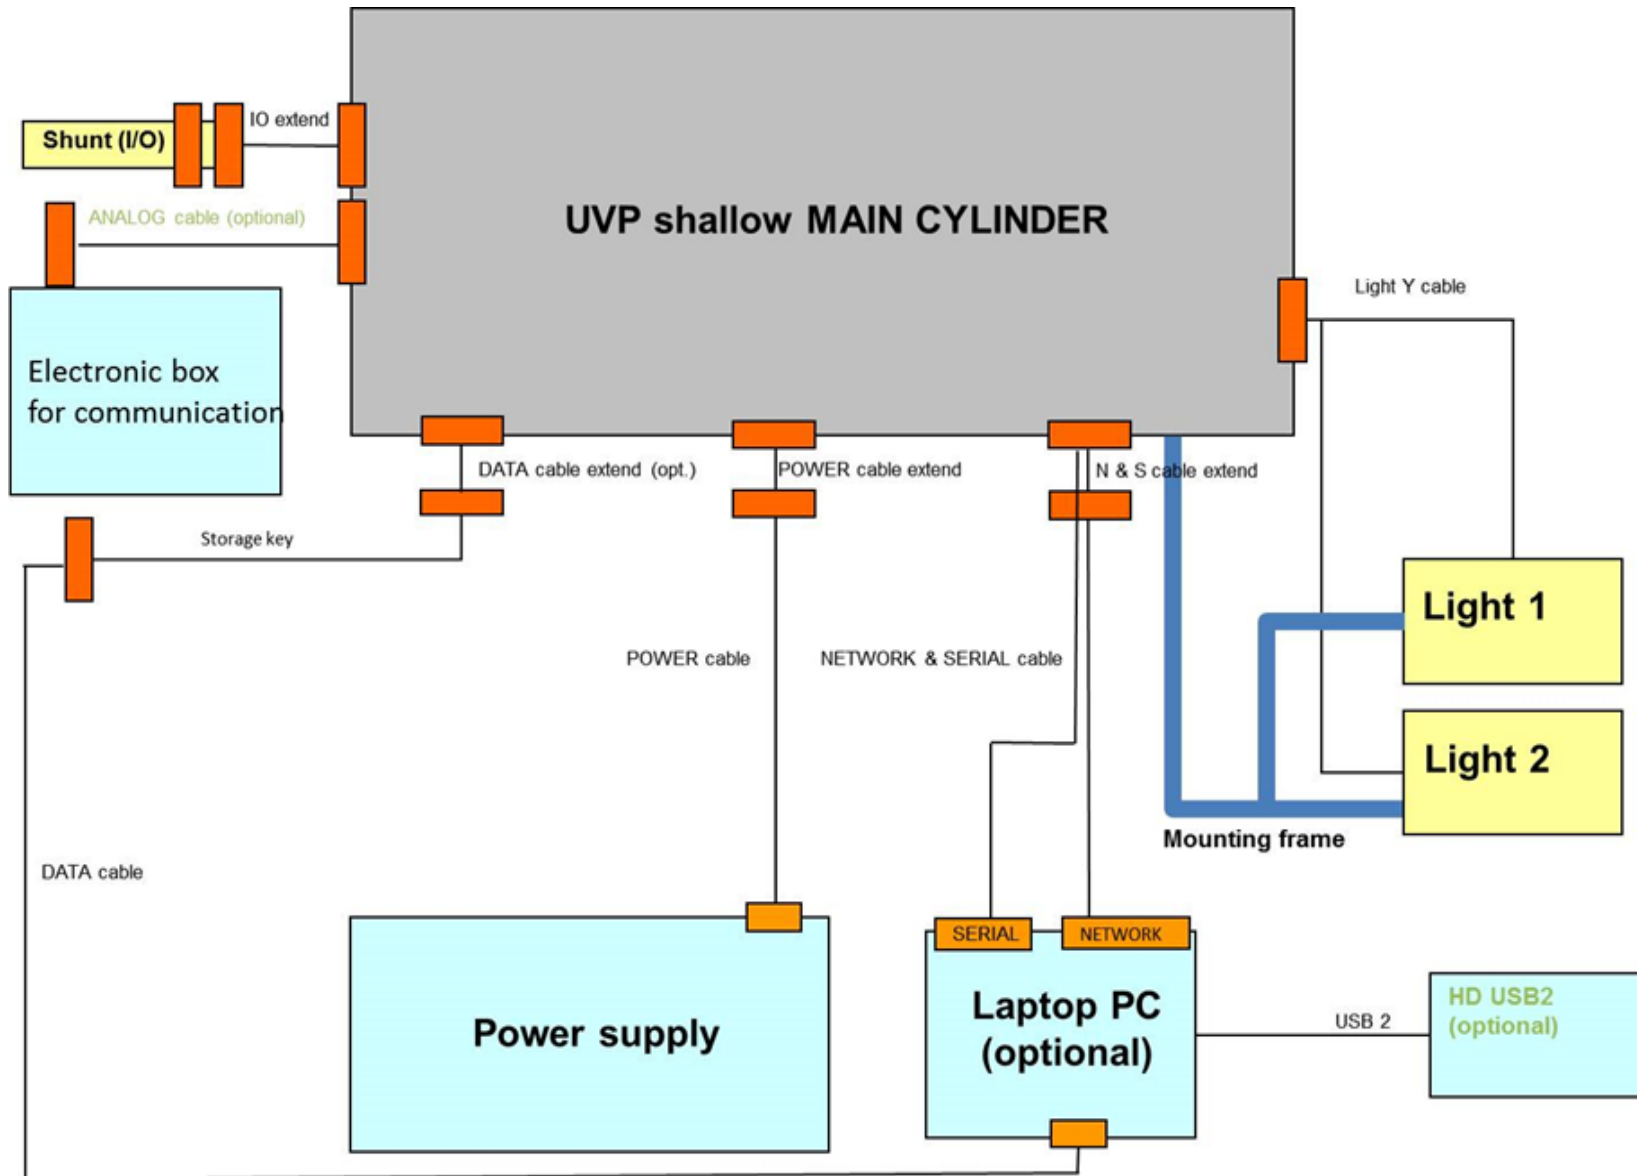 IO extend
Shunt (I/O)
ANALOG cable (optional)
UVP shallow MAIN CYLINDER
Light Y cable
Electronic box
for communication
DATA cable extend (opt.)
POWER cable extend
N & S cable extend
Storage key
Light 1
POWER cable
NETWORK & SERIAL cable
Light 2
Mounting frame
DATA cable
SERIAL
NETWORK
Laptop PC
(optional)
Power supply
USB 2
HD USB2
(optional)